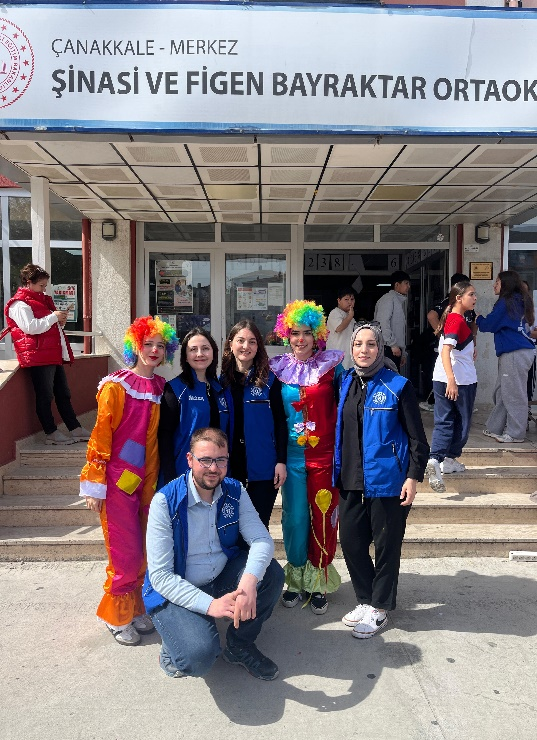 ÇANAKKALE - MERKEZ
ŞİNASİ VE FİGEN BAYRAKTAR ORTAOK